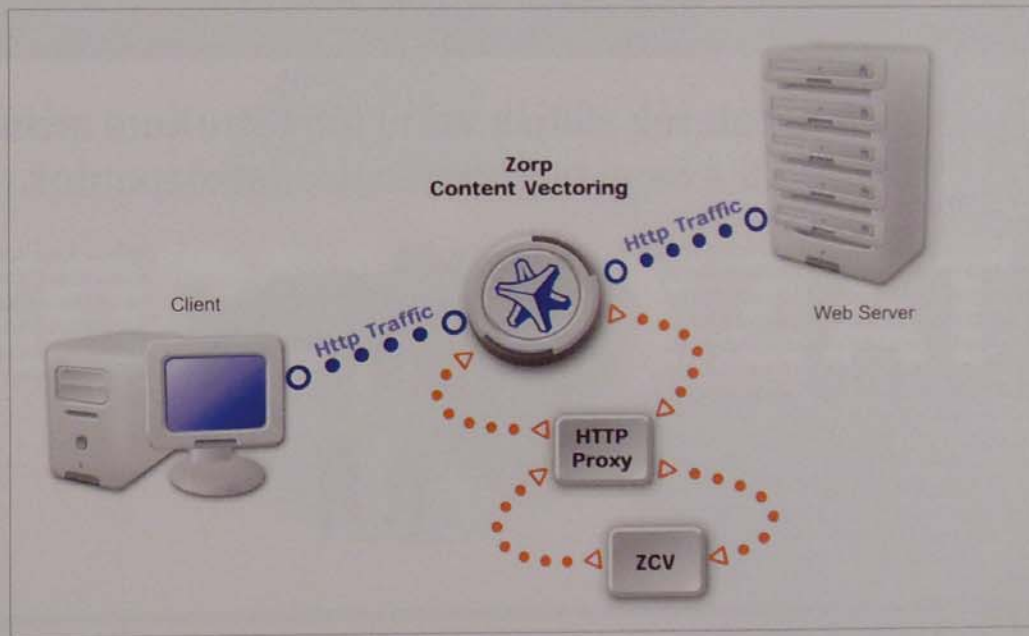 Zorp
Content Vectoring
Http Traffic
Web Server
Client
Http Traffic
HTTP
Proxy
ZCV